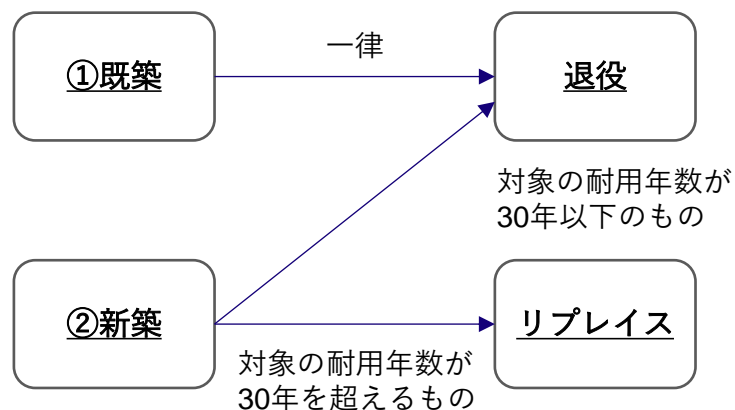 一律
①既築
退役
対象の耐用年数が
30年以下のもの
②新築
リプレイス
対象の耐用年数が
30年を超えるもの